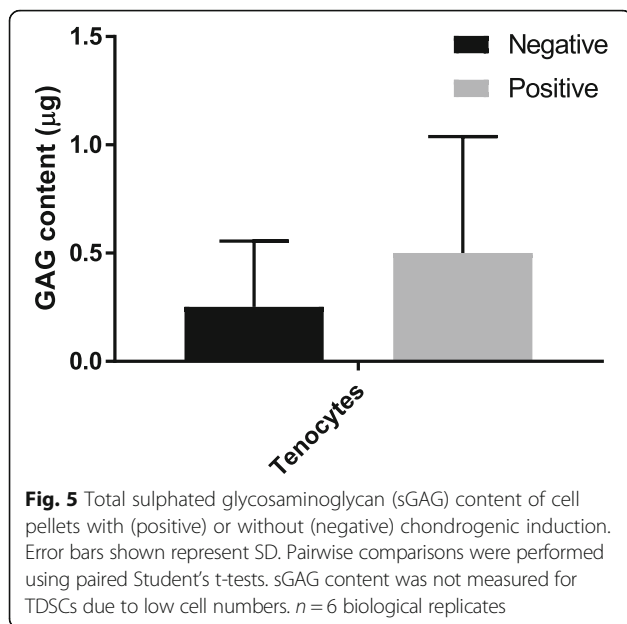 1.5
1.0
0.5
0.0
GAG content (μg)
Negative
Positive
Tenocytes
Fig. 5 Total sulphated glycosaminoglycan (sGAG) content of cell
pellets with (positive) or without (negative) chondrogenic induction.
Error bars shown represent SD. Pairwise comparisons were performed
using paired Student's t-tests. sGAG content was not measured for
TDSCs due to low cell numbers. n = 6 biological replicates